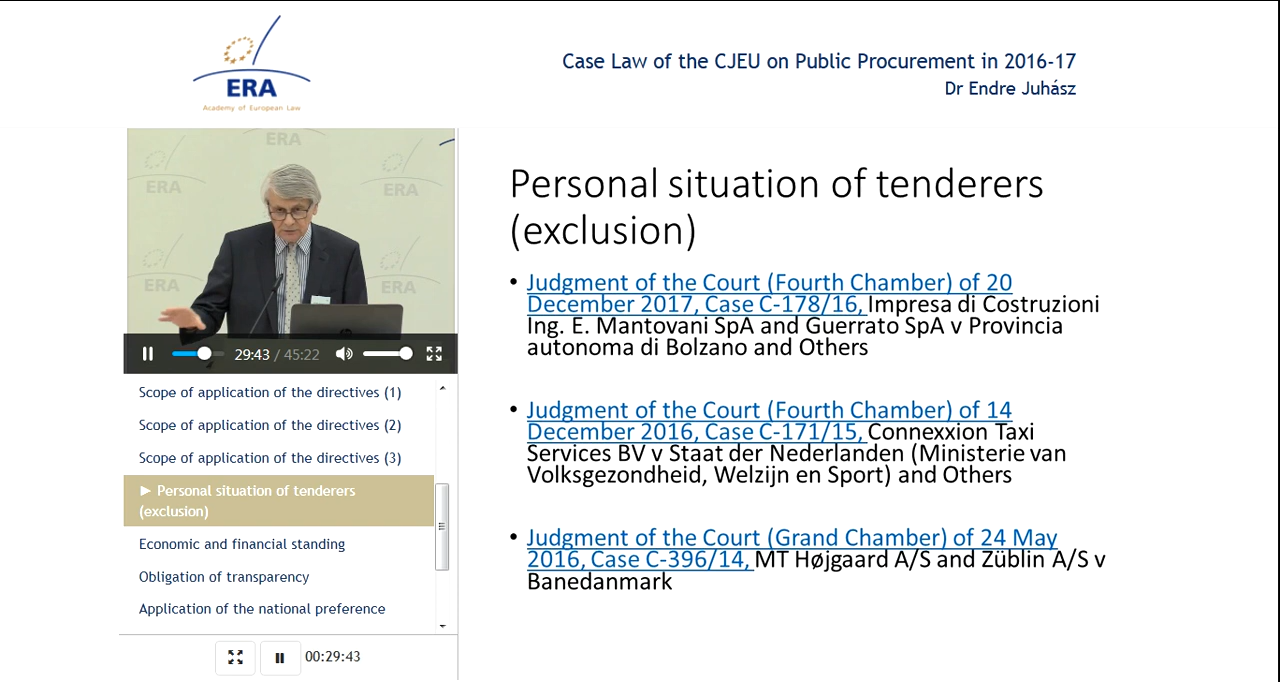 ERA
Academy of European Law
Case Law of the CJEU on Public Procurement in 2016-17
Dr Endre Juhász
ERA
ERA
ERA
ERA
ERA
29:43 / 45:22
Scope of application of the directives (1)
Scope of application of the directives (2)
Scope of application of the directives (3)
► Personal situation of tenderers
(exclusion)
Economic and financial standing
Obligation of transparency
Application of the national preference
00:29:43
Personal situation of tenderers
(exclusion)
• Judgment of the Court (Fourth Chamber) of 20
December 2017, Case C-178/16, Impresa di Costruzioni
Ing. E. Mantovani SpA and Guerrato SpA v Provincia
autonoma di Bolzano and Others
• Judgment of the Court (Fourth Chamber) of 14
December 2016, Case C-171/15, Connexxion Taxi
Services BV v Staat der Nederlanden (Ministerie van
Volksgezondheid, Welzijn en Sport) and Others
• Judgment of the Court (Grand Chamber) of 24 May
2016, Case C-396/14, MT Højgaard A/S and Züblin A/S v
Banedanmark